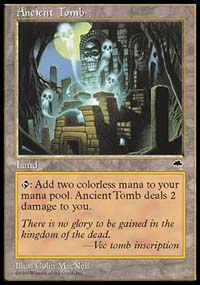 Ancient Tomb
Land
: Add two colorless mana to your
mana pool. Ancient Tomb deals 2
damage to you.
There is no glory to be gained in the
kingdom of the dead.
—Vec tomb inscription
Illus. Colin MacNeil